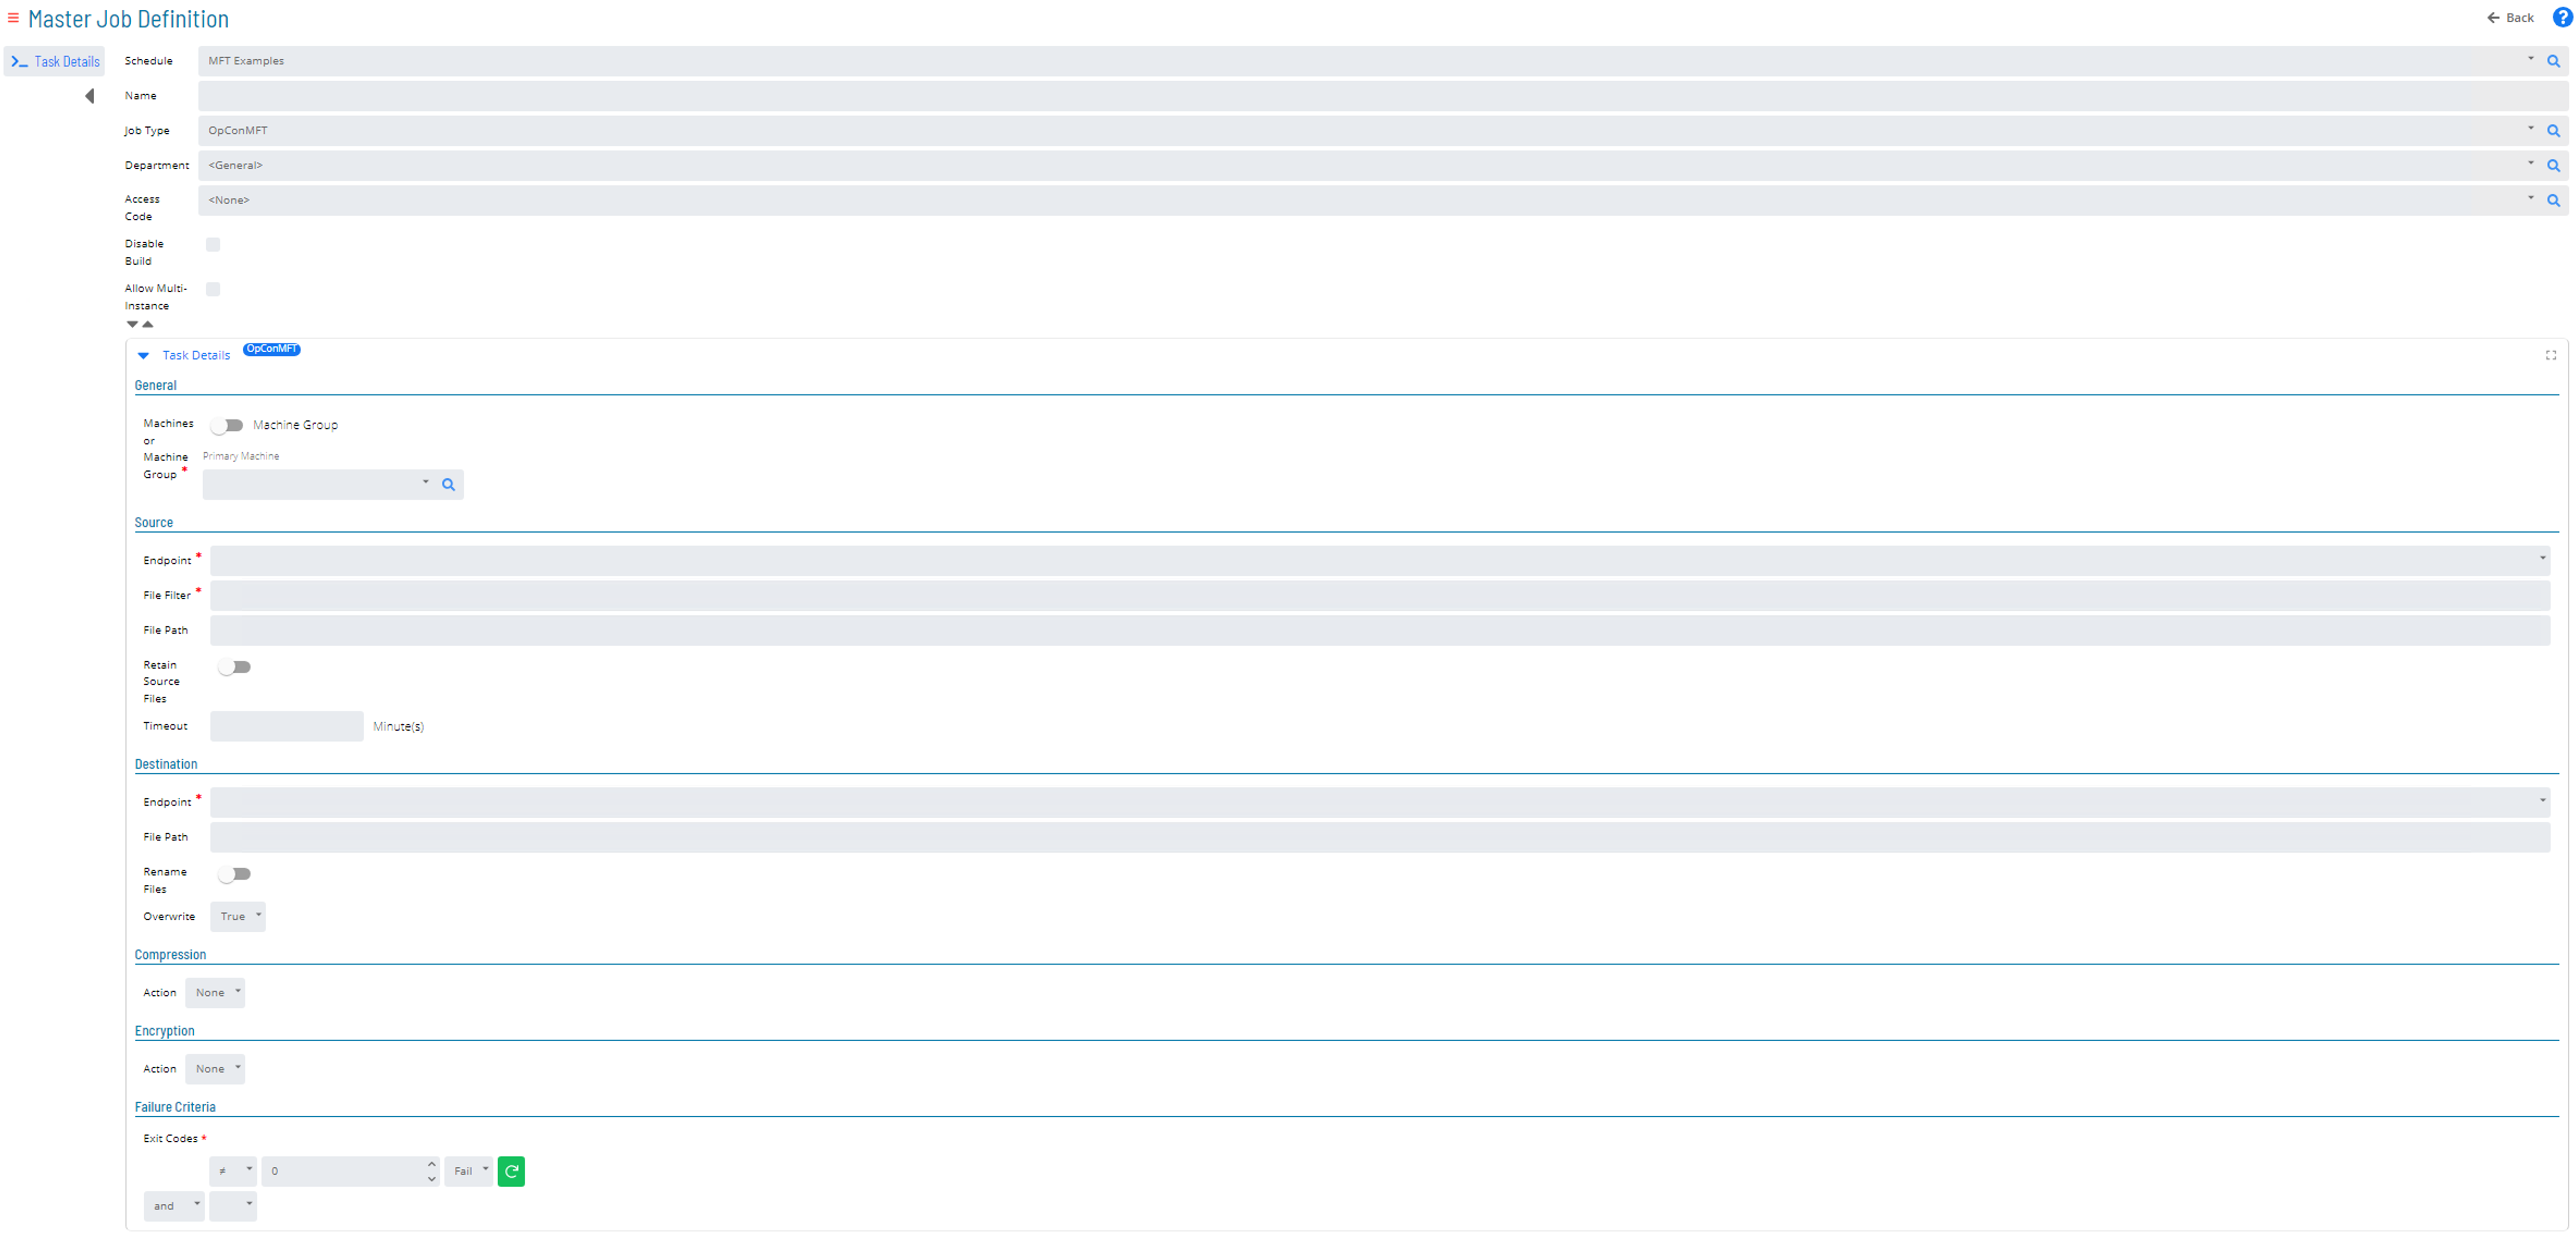 Master Job Definition
Back
?
Task Details
Schedule
MFT Examples
Name
Job Type
OpConMFT
Department
<General>
Access
Code
<None>
Disable
Build
Allow Multi-
Instance
Task Details
OpConMFT
General
Machines
or
Machine
Group *
Machine Group
Primary Machine
Source
Endpoint *
File Filter *
File Path
Retain
Source
Files
Timeout
Minute(s)
Destination
Endpoint *
File Path
Rename
Files
Overwrite
True
Compression
Action
None
Encryption
Action
None
Failure Criteria
Exit Codes *
≠
0
Fail
and